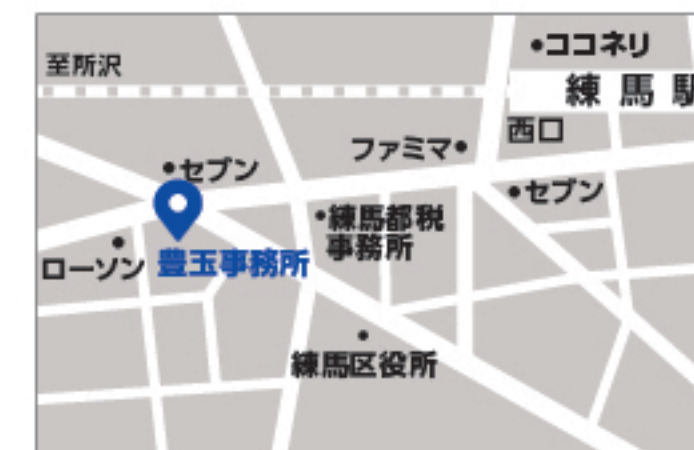 •ココネリ
至所沢
練馬駅
西口
ファミマ•
•セブン
•セブン
•練馬都税
事務所
ローソン
豊玉事務所
練馬区役所